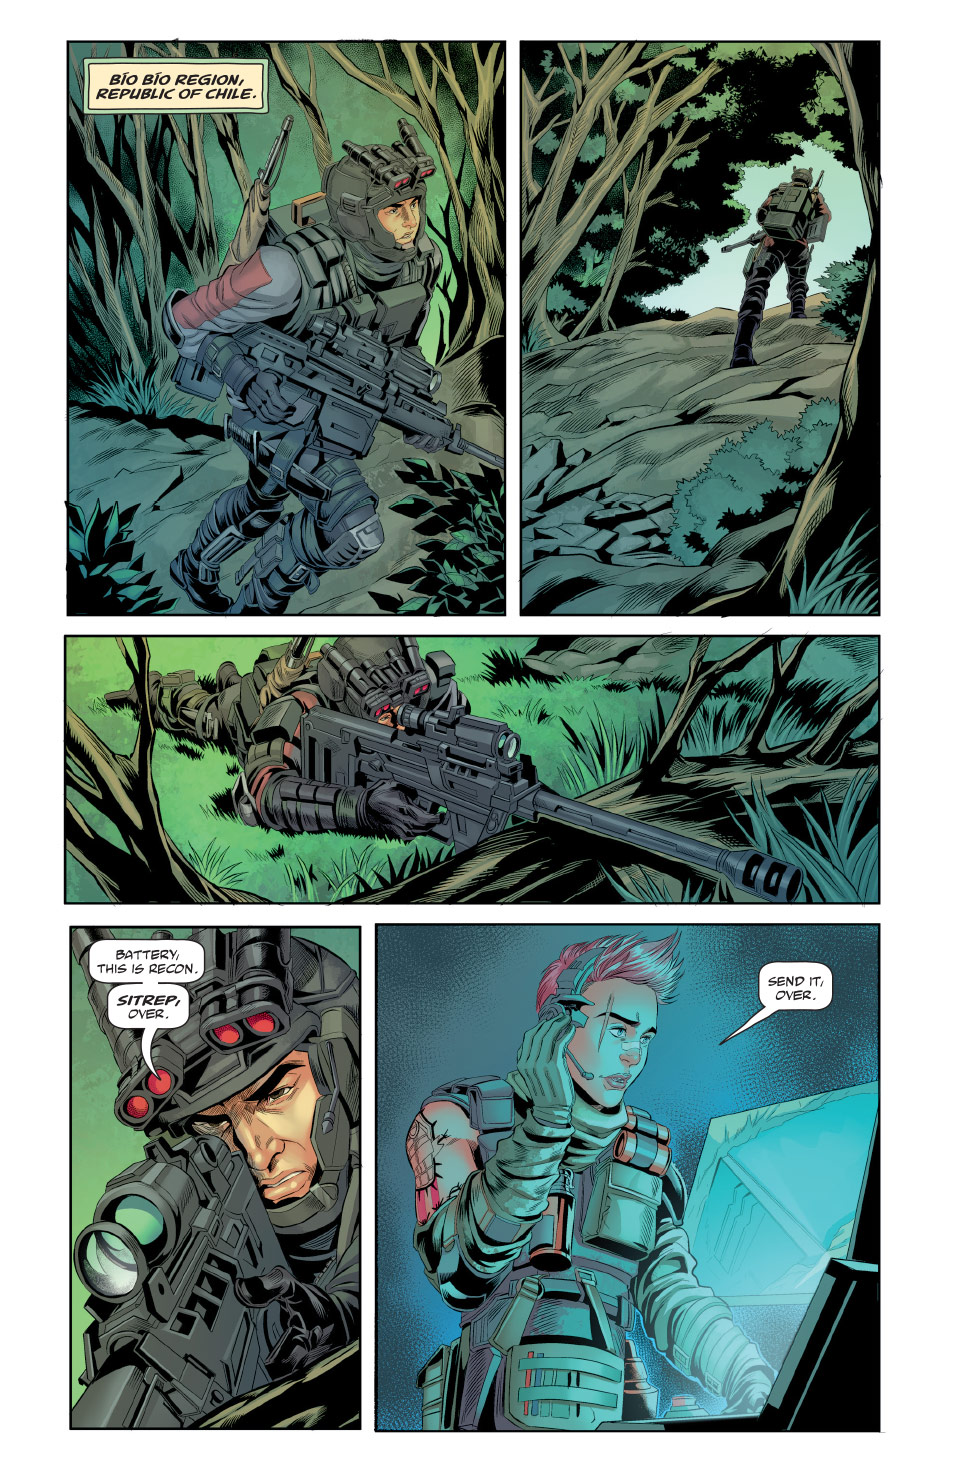 BÍO BÍO REGION,
REPUBLIC OF CHILE.
BATTERY,
THIS IS RECON.
SITREP,
OVER.
SEND IT,
OVER.